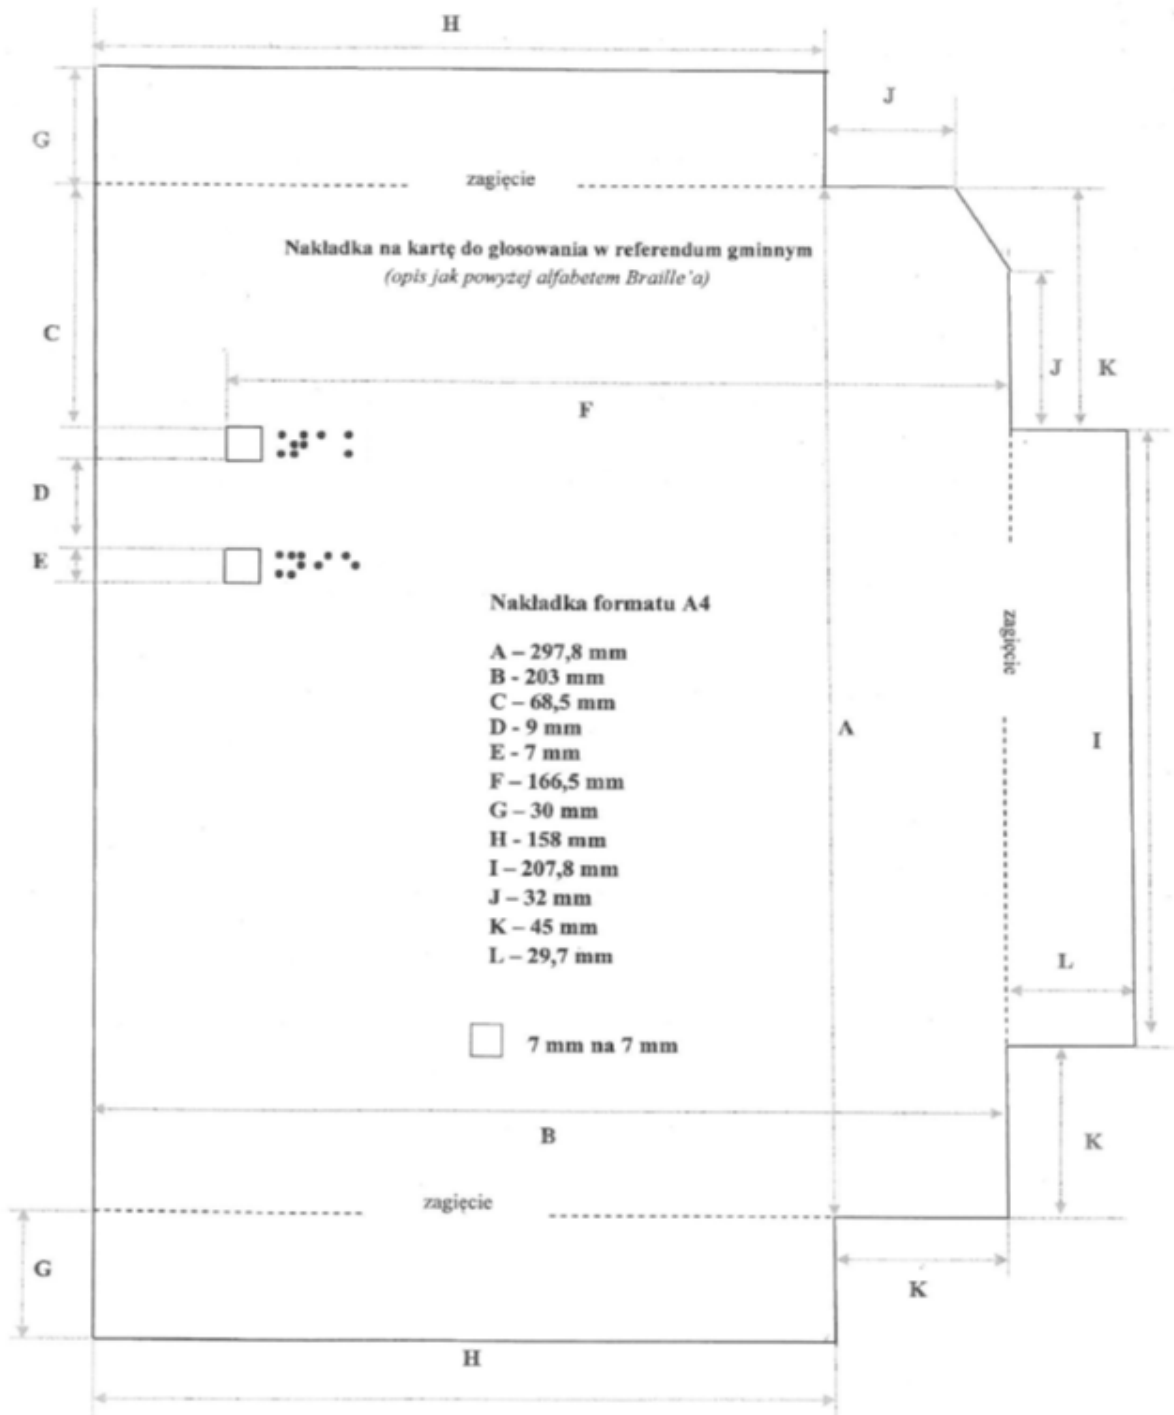 H
J
G
zagięcie
Nakładka na kartę do głosowania w referendum gminnym
(opis jak powyżej alfabetem Braille'a)
C
J
K
F
D
E
Nakładka formatu A4
zagięcie
A – 297,8 mm
B - 203 mm
C – 68,5 mm
D - 9 mm
E - 7 mm
F – 166,5 mm
G – 30 mm
H - 158 mm
I – 207,8 mm
J – 32 mm
K – 45 mm
L – 29,7 mm
A
I
L
7 mm na 7 mm
B
K
zagięcie
G
K
H